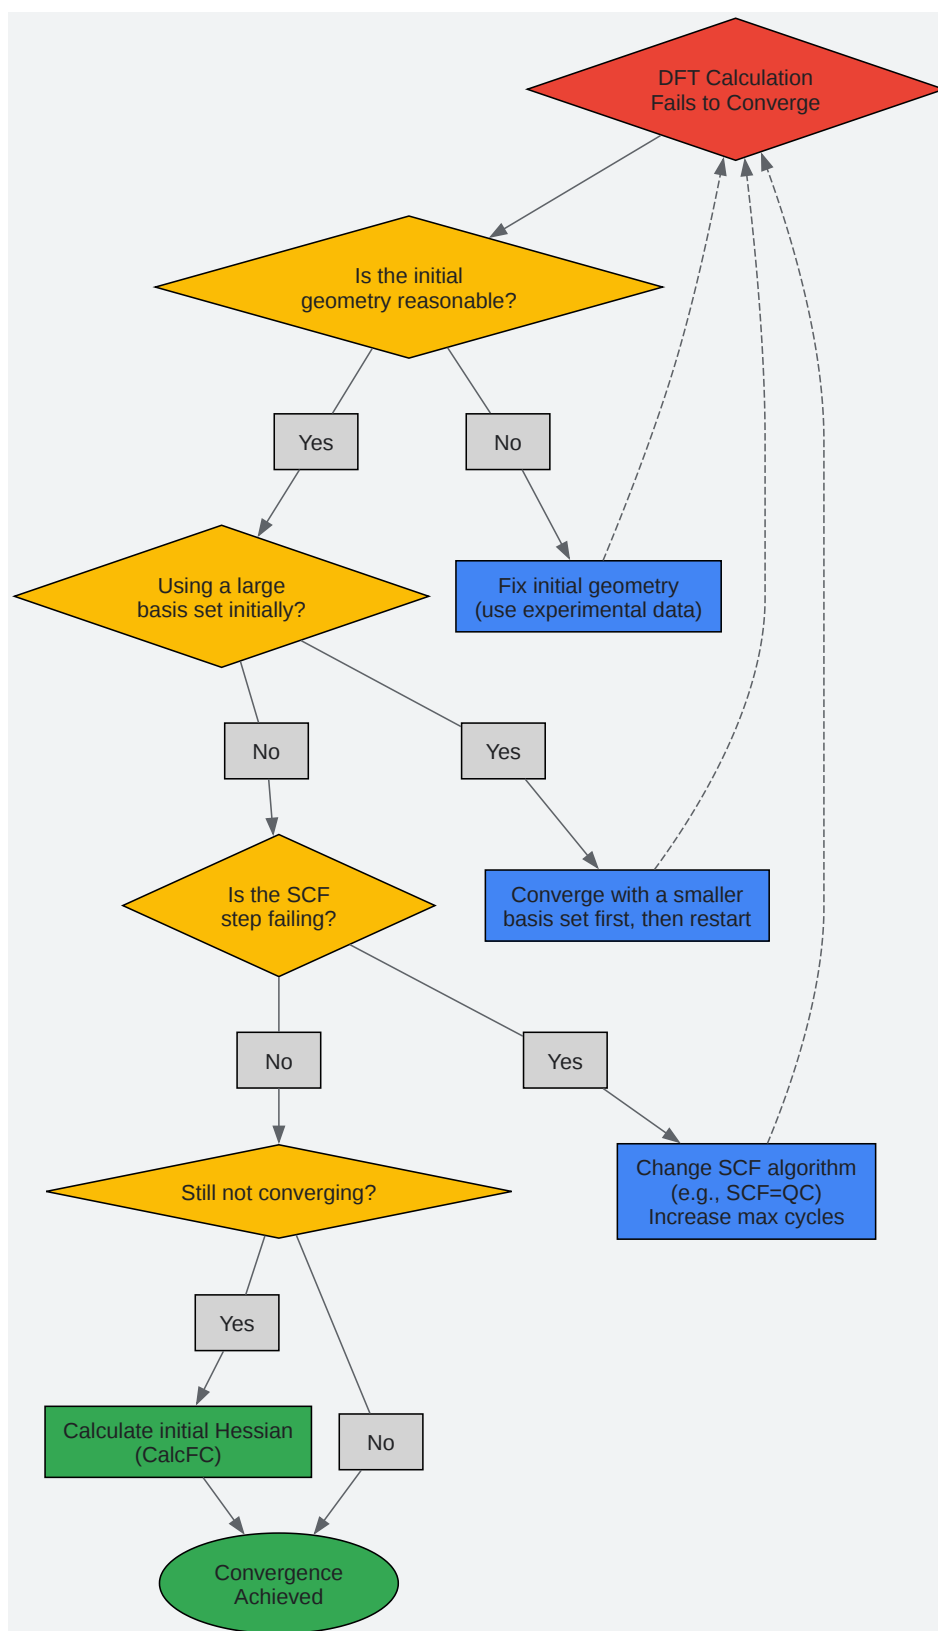 DFT Calculation
Fails to Converge
Is the initial
geometry reasonable?
Yes
No
Using a large
basis set initially?
Fix initial geometry
(use experimental data)
No
Yes
Is the SCF
step failing?
Converge with a smaller
basis set first, then restart
No
Yes
Still not converging?
Change SCF algorithm
(e.g., SCF=QC)
Increase max cycles
Yes
Calculate initial Hessian
(CalcFC)
No
Convergence
Achieved